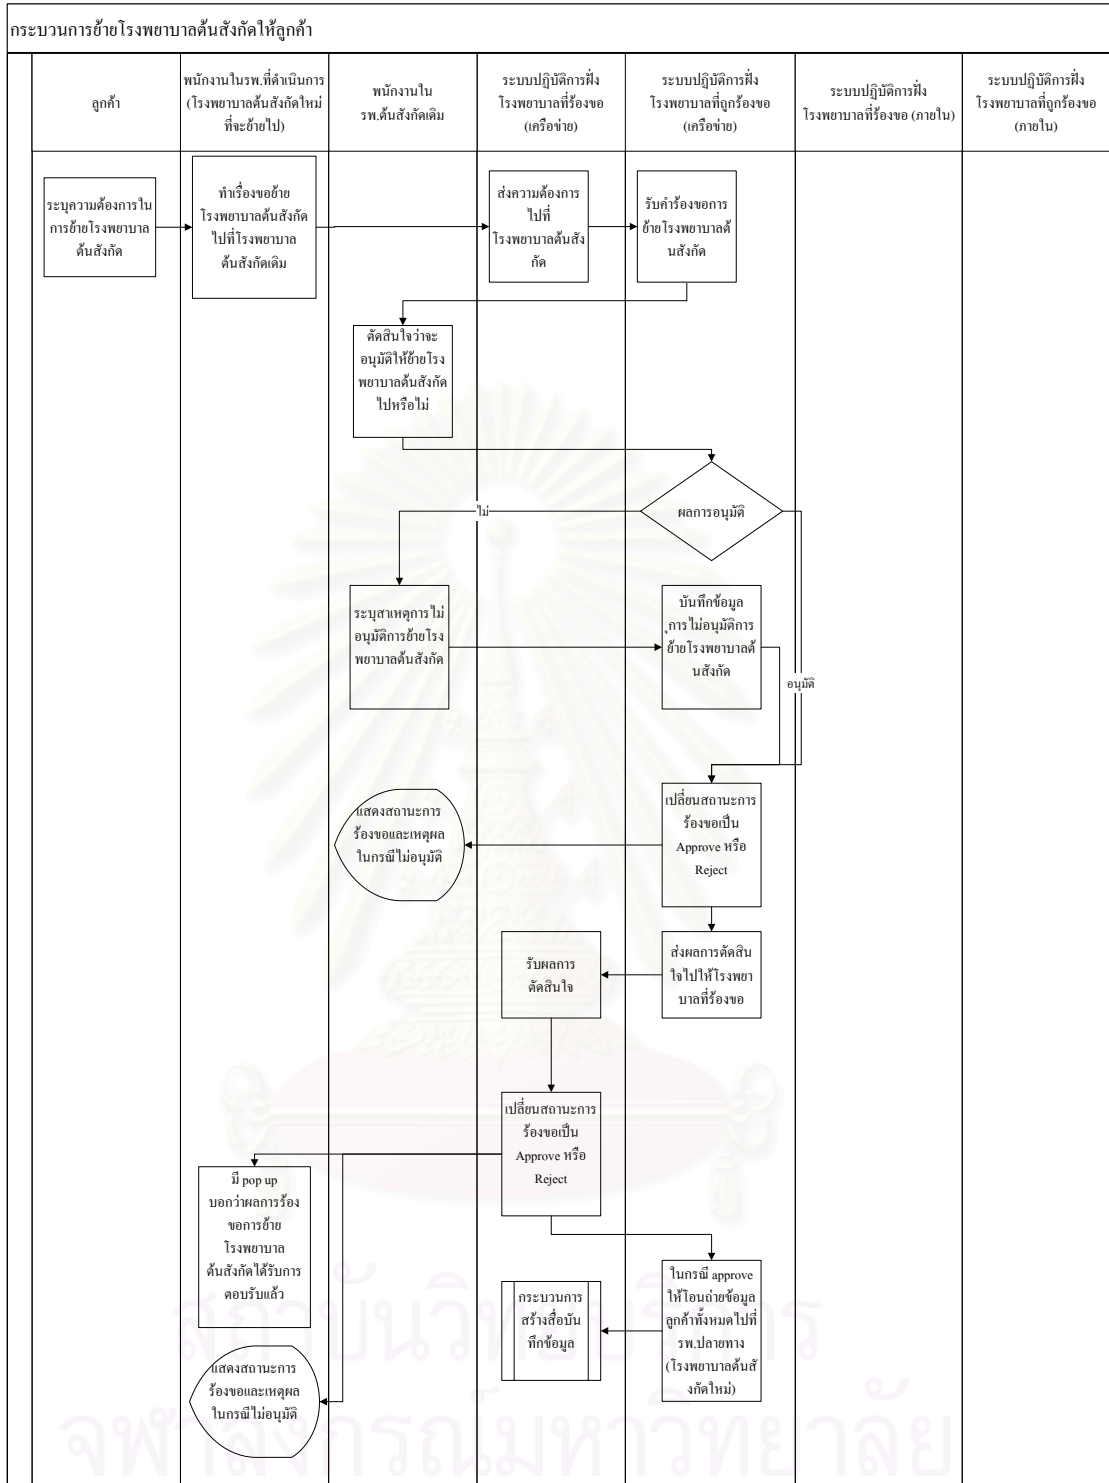 กระบวนการย้ายโรงพยาบาลต้นสังกัดให้ลูกค้า
ลูกค้า
พนักงานในรพ.ที่ดำเนินการ
(โรงพยาบาลต้นสังกัดใหม่
ที่จะย้ายไป)
พนักงานใน
รพ.ต้นสังกัดเดิม
ระบบปฏิบัติการฝั่ง
โรงพยาบาลที่ร้องขอ
(เครือข่าย)
ระบบปฏิบัติการฝั่ง
โรงพยาบาลที่ถูกร้องขอ
(เครือข่าย)
ระบบปฏิบัติการฝั่ง
โรงพยาบาลที่ร้องขอ (ภายใน)
ระบบปฏิบัติการฝั่ง
โรงพยาบาลที่ถูกร้องขอ
(ภายใน)
ระบุความต้องการใน
การย้ายโรงพยาบาล
ต้นสังกัด
ทำเรื่องขอย้าย
โรงพยาบาลต้นสังกัด
ไปที่โรงพยาบาล
ต้นสังกัดเดิม
ส่งความต้องการ
ไปที่
โรงพยาบาลต้นสัง
กัด
รับคำร้องขอการ
ย้ายโรงพยาบาลต้
นสังกัด
ตัดสินใจว่าจะ
อนุมัติให้ย้ายโรง
พยาบาลต้นสังกัด
ไปหรือไม่
ผลการอนุมัติ
ไม่
ระบุสาเหตุการไม่
อนุมัติการย้ายโรง
พยาบาลต้นสังกัด
บันทึกข้อมูล
ุการไม่อนุมัติการ
ย้ายโรงพยาบาลต้
นสังกัด
อนุมัติ
แสดงสถานะการ
ร้องขอและเหตุผล
ในกรณีไม่อนุมัติ
เปลี่ยนสถานะการ
ร้องขอเป็น
Approve หรือ
Reject
รับผลการ
ตัดสินใจ
ส่งผลการตัดสิน
ใจไปให้โรงพยา
บาลที่ร้องขอ
เปลี่ยนสถานะการ
ร้องขอเป็น
Approve หรือ
Reject
มี pop up
บอกว่าผลการร้อง
ขอการย้าย
โรงพยาบาล
ต้นสังกัดได้รับการ
ตอบรับแล้ว
กระบวนการ
สร้างสื่อบัน
ทึกข้อมูล
ในกรณี approve
ให้โอนถ่ายข้อมูล
ลูกค้าทั้งหมดไปที่
รพ.ปลายทาง
(โรงพยาบาลต้นสั
งกัดใหม่)
แสดงสถานะการ
ร้องขอและเหตุผล
ในกรณีไม่อนุมัติ
สถาบันวิทยบริการ
จุฬาลงกรณ์มหาวิทยาลัย